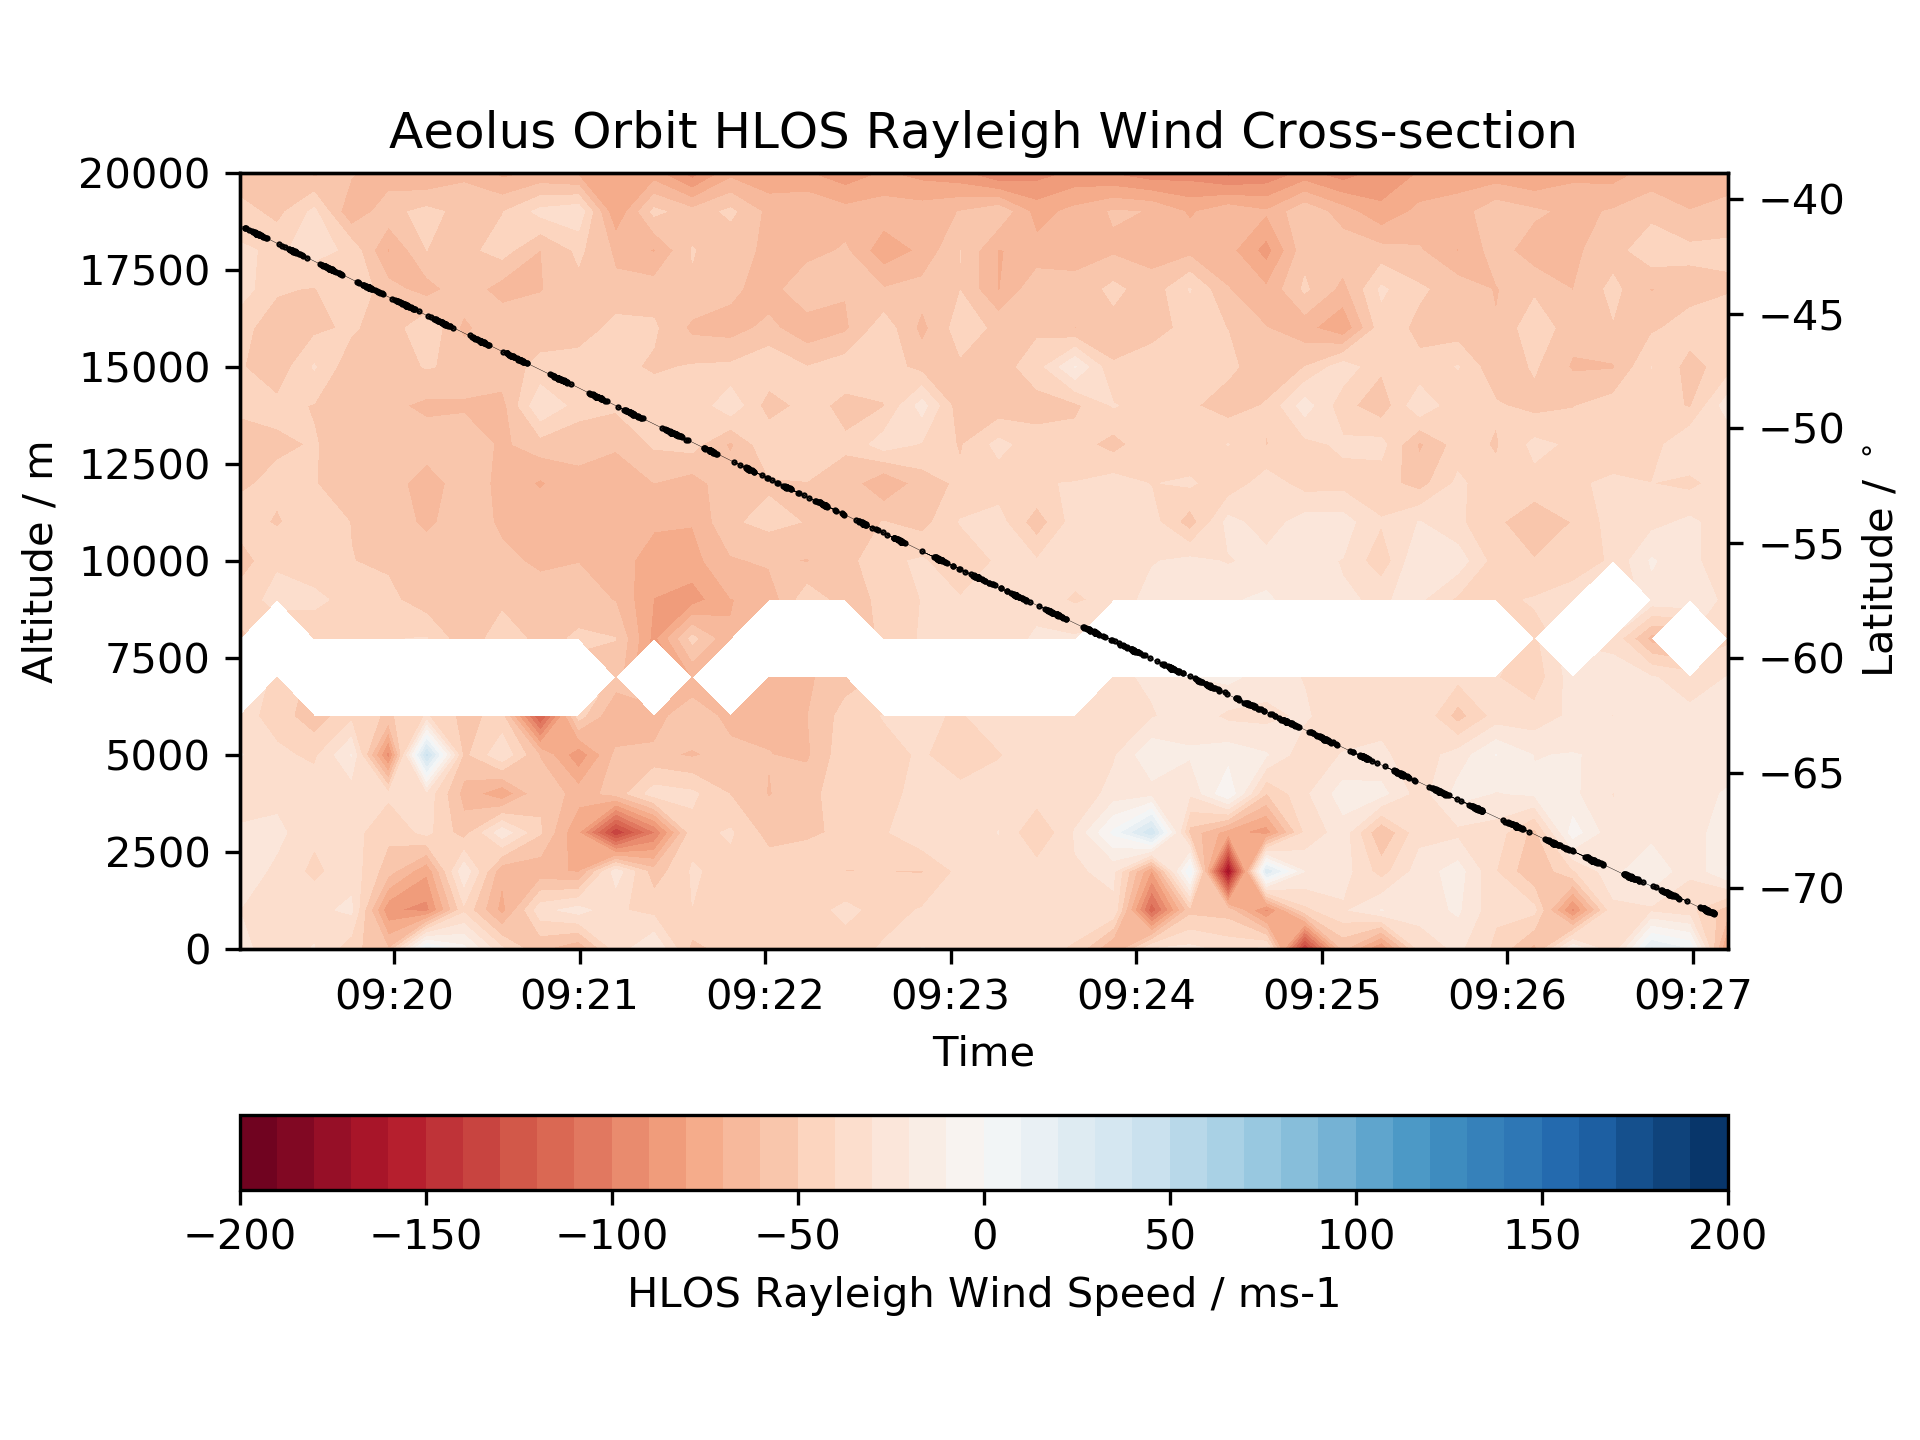 Aeolus Orbit HLOS Rayleigh Wind Cross-section
20000
17500
15000
12500
10000
7500
5000
2500
0
Altitude / m
−40
−45
−50
−55
−60
−65
−70
Latitude / °
09:20 09:21 09:22 09:23 09:24 09:25 09:26 09:27
Time
−200 −150 −100 −50 0 50 100 150 200
HLOS Rayleigh Wind Speed / ms-1